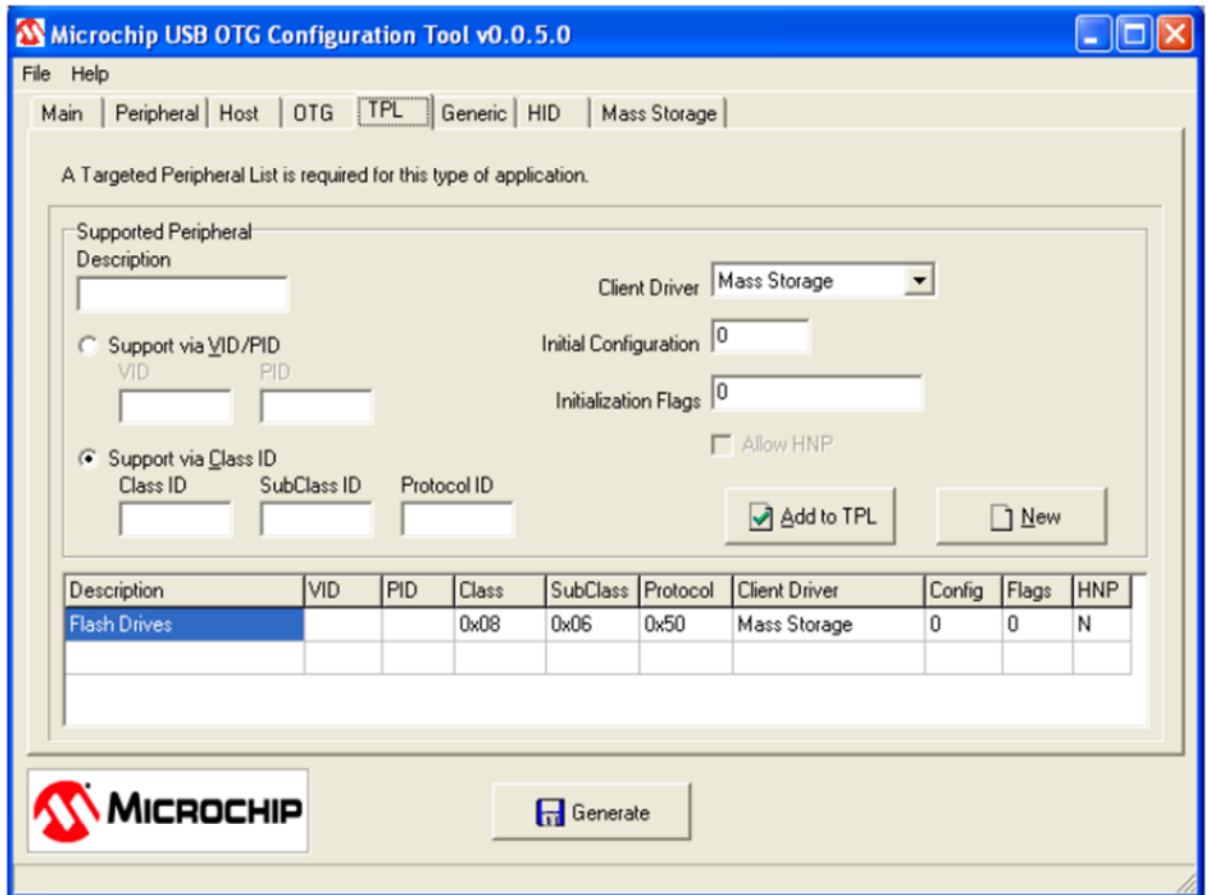 Microchip USB OTG Configuration Tool v0.0.5.0
File Help
Main Peripheral Host OTG TPL Generic HID Mass Storage
A Targeted Peripheral List is required for this type of application.
Supported Peripheral
Description
Client Driver Mass Storage
Support via VID/PID
Initial Configuration 0
VID PID
Initialization Flags 0
Allow HNP
Support via Class ID
Class ID SubClass ID Protocol ID
Add to TPL New
Description VID PID Class SubClass Protocol Client Driver Config Flags HNP
Flash Drives 0x08 0x06 0x50 Mass Storage 0 0 N
MICROCHIP
Generate